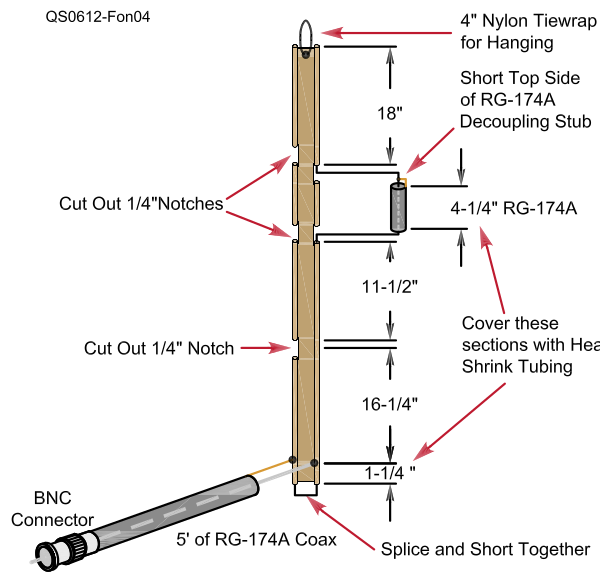 QS0612-Fon04
4" Nylon Tiewrap
for Hanging
Short Top Side
of RG-174A
Decoupling Stub
18"
Cut Out 1/4"Notches
4-1/4" RG-174A
11-1/2"
Cover these
sections with Hea
Shrink Tubing
Cut Out 1/4" Notch
16-1/4"
1-1/4 "
BNC
Connector
5' of RG-174A Coax
Splice and Short Together